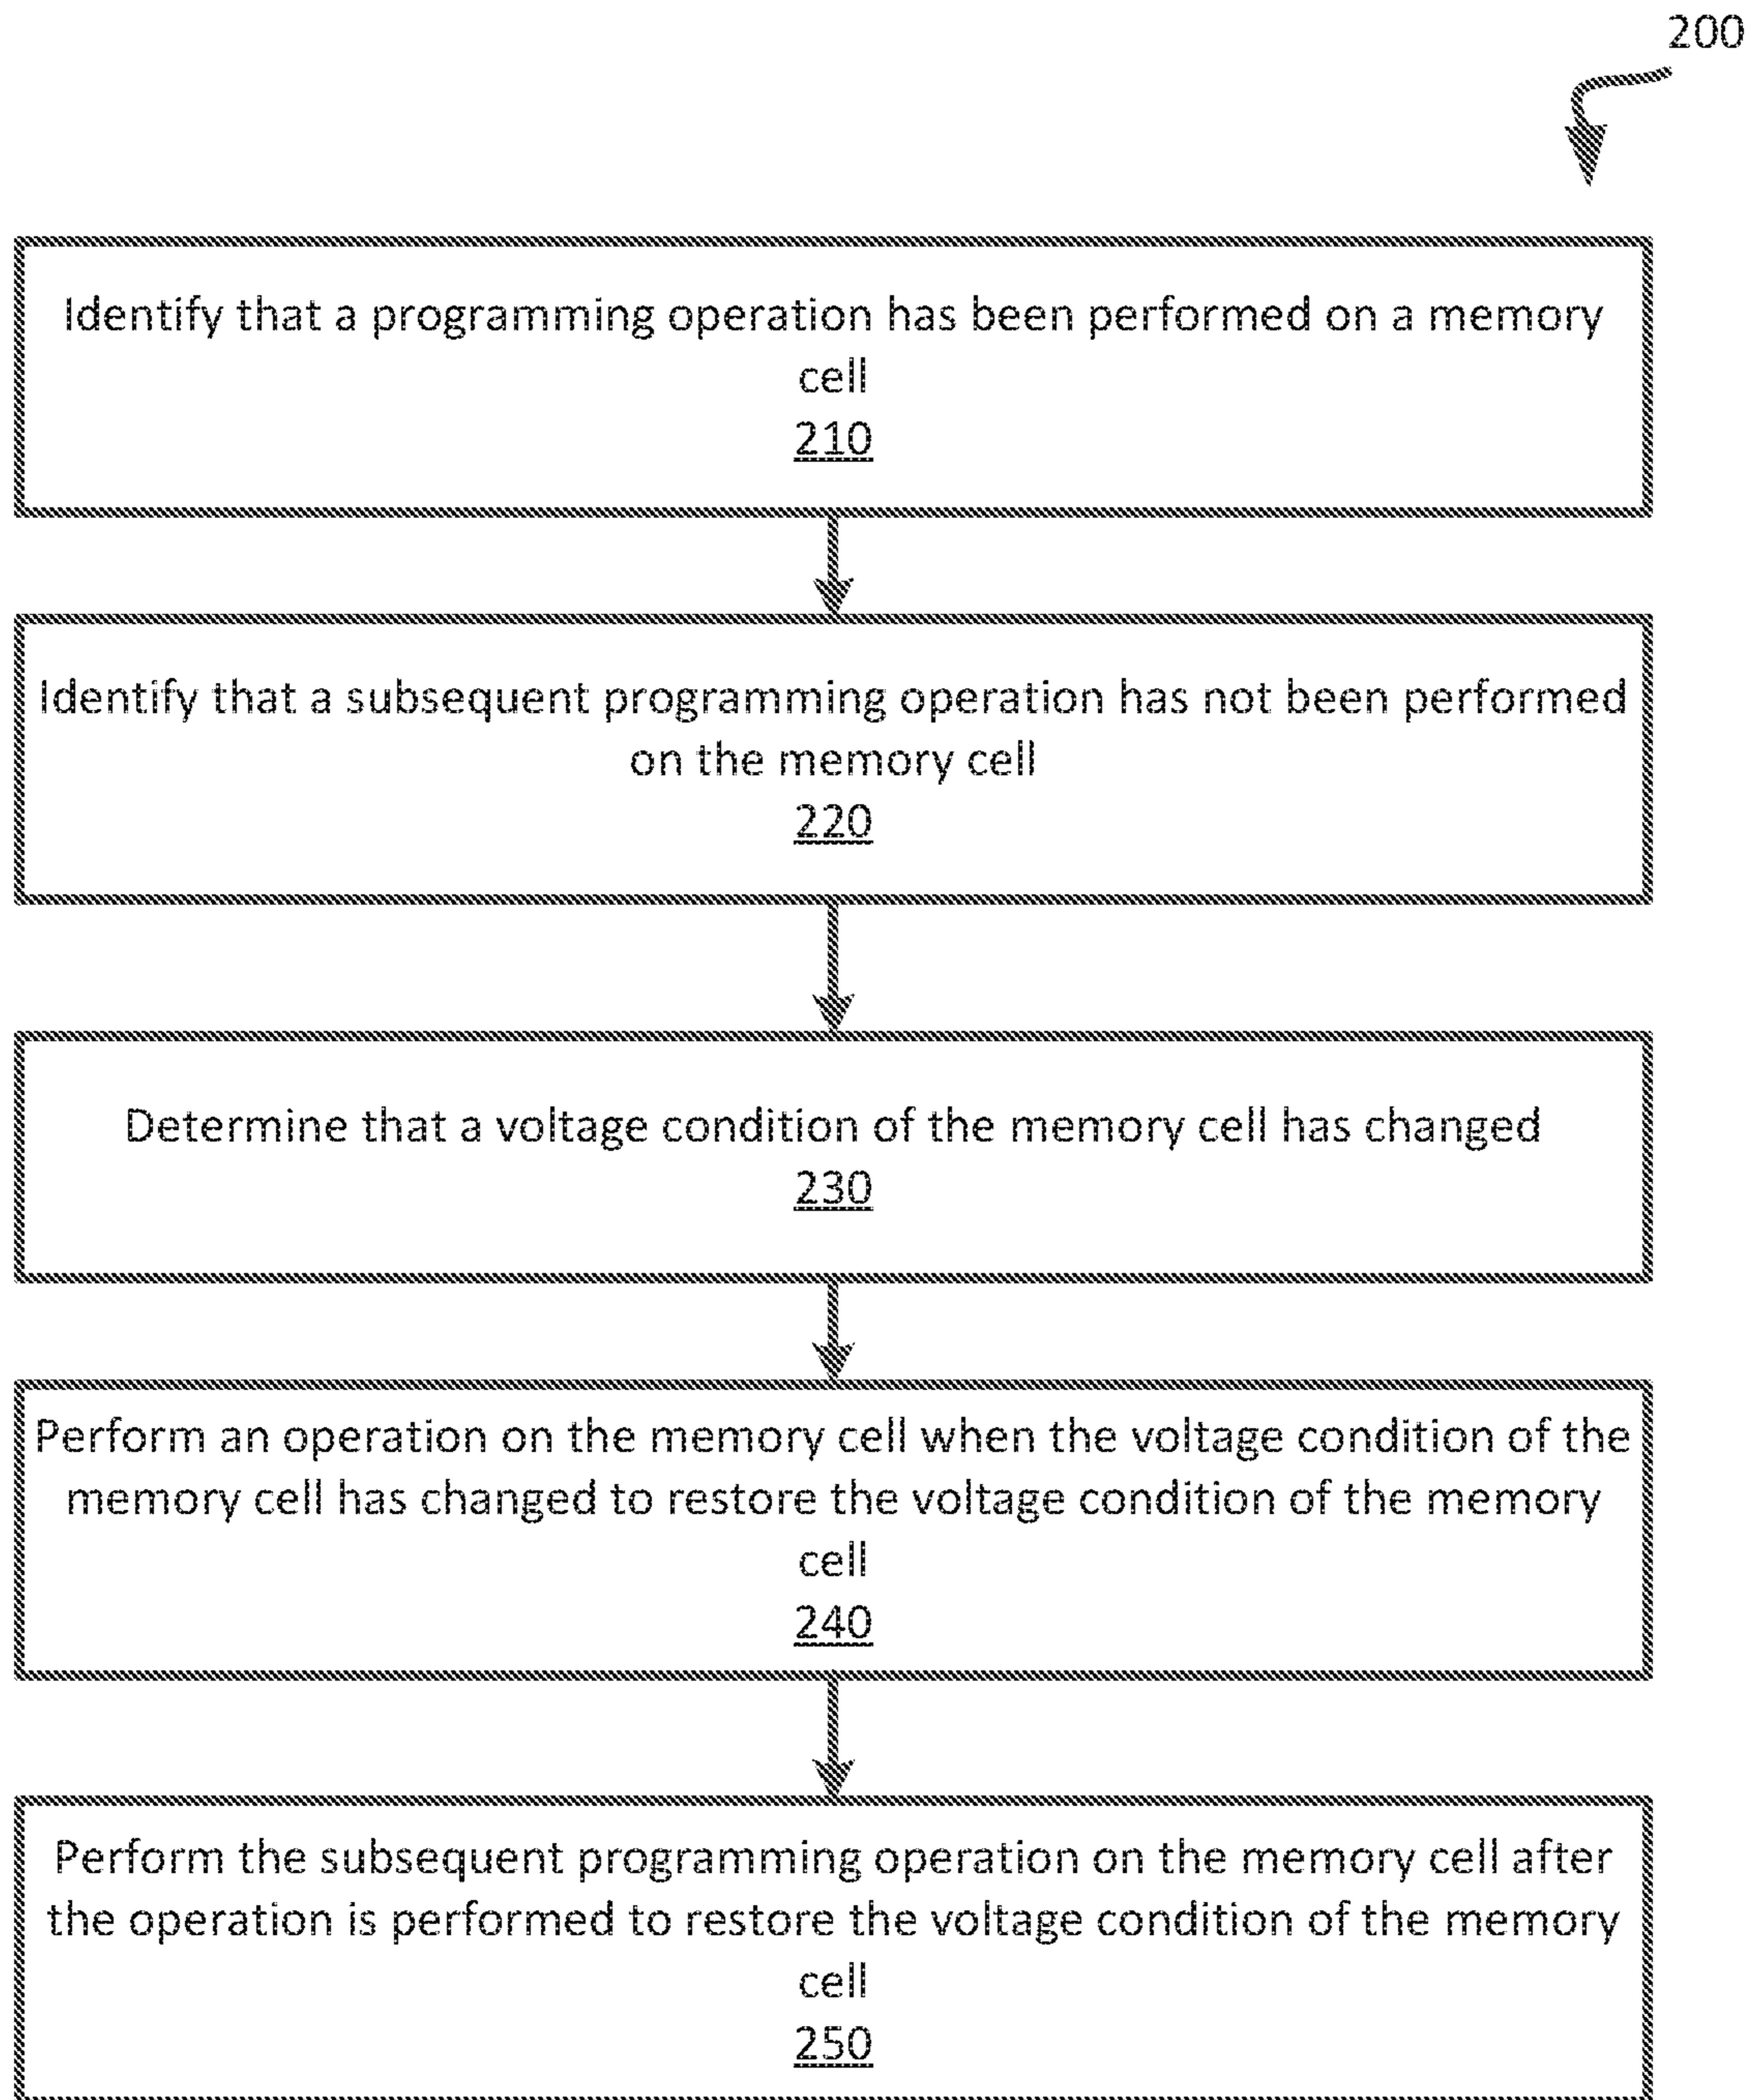 200
Identify that a programming operation has been performed on a memory
cell
210
Identify that a subsequent programming operation has not been performed
on the memory cell
220
Determine that a voltage condition of the memory cell has changed
230
Perform an operation on the memory cell when the voltage condition of the
memory cell has changed to restore the voltage condition of the memory
cell
240
Perform the subsequent programming operation on the memory cell after
the operation is performed to restore the voltage condition of the memory
cell
250